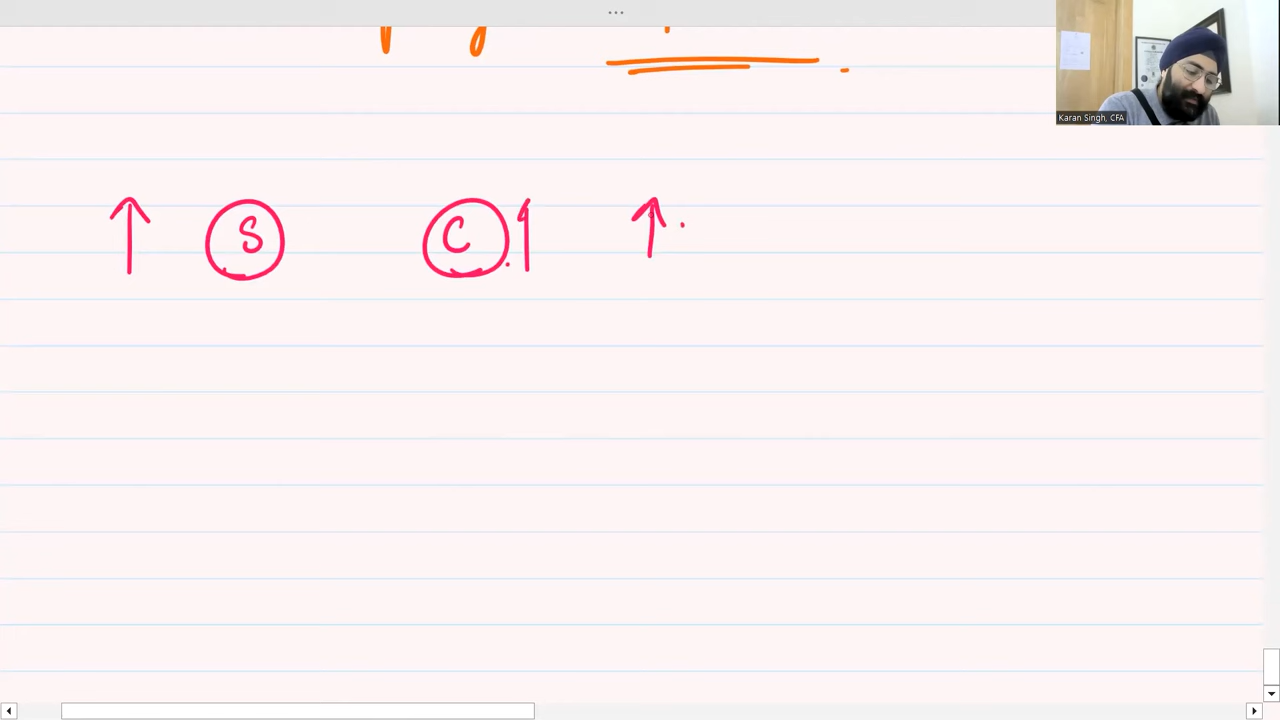 Karan Singh, CFA
↑ S C ↑ ↑